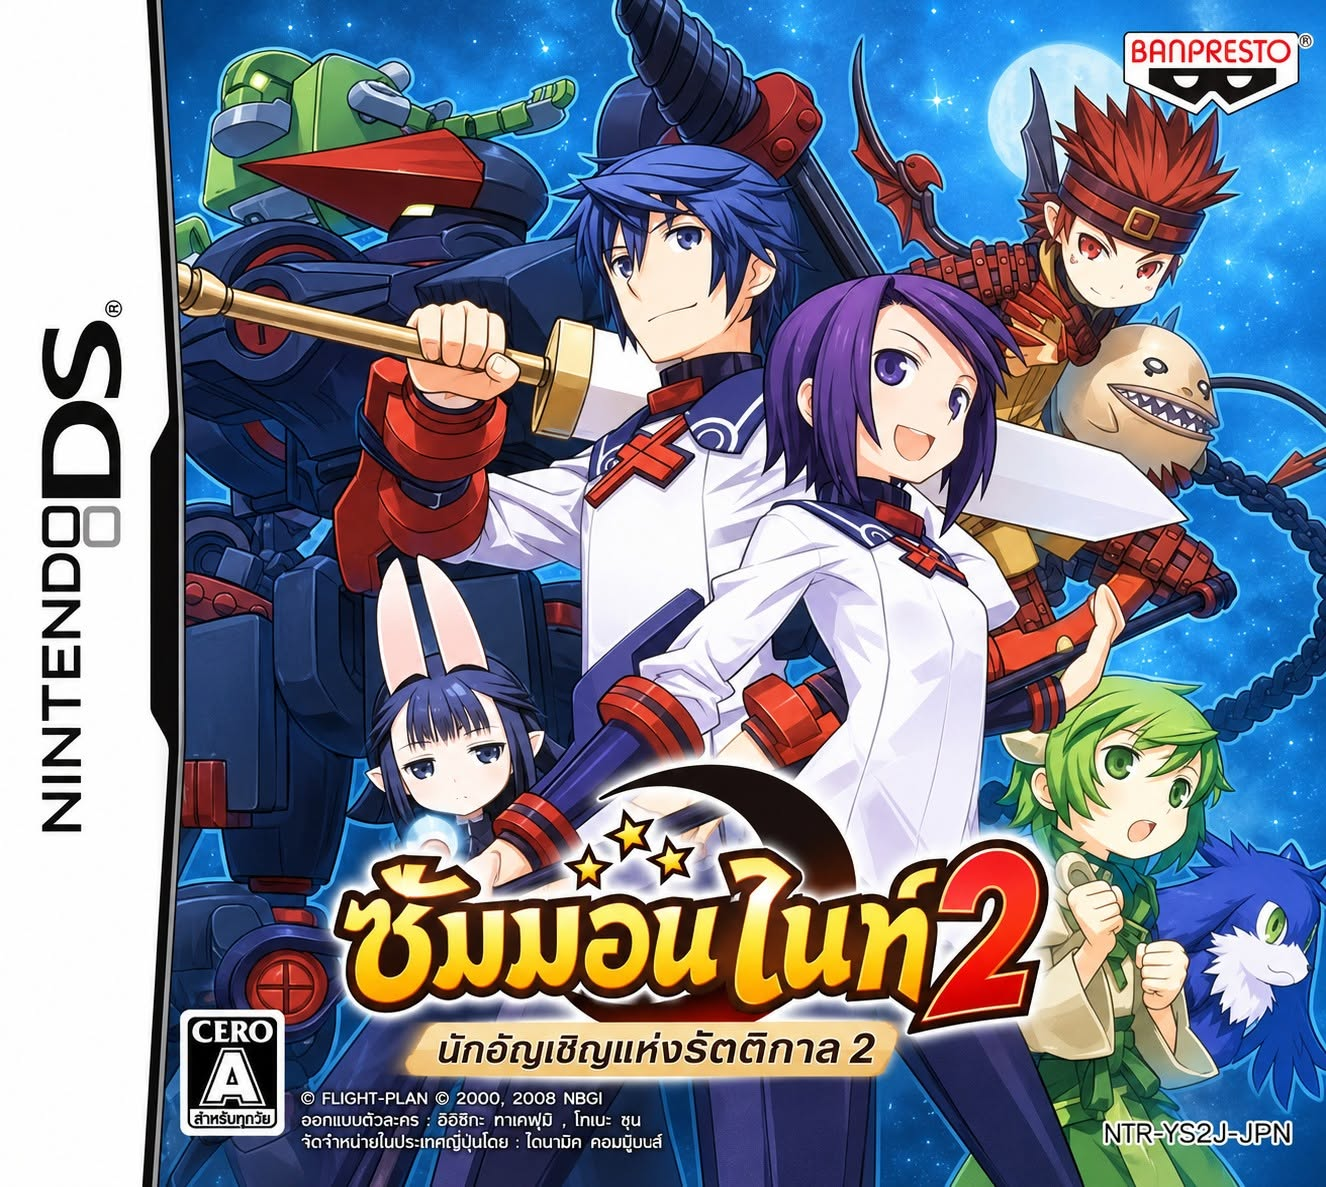 NINTENDO DS ®
BANPRESTO ®
ซัมมอนไนท์ 2
นักอัญเชิญแห่งรัตติกาล 2
CERO
A
สำหรับทุกวัย
© FLIGHT-PLAN © 2000, 2008 NBGI
ออกแบบตัวละคร : อิอิซึกะ ทาเคฟุมิ , โทเนะ ซุน
จัดจำหน่ายในประเทศญี่ปุ่นโดย : ไดนามิค คอมมู้บนส์
NTR-YS2J-JPN